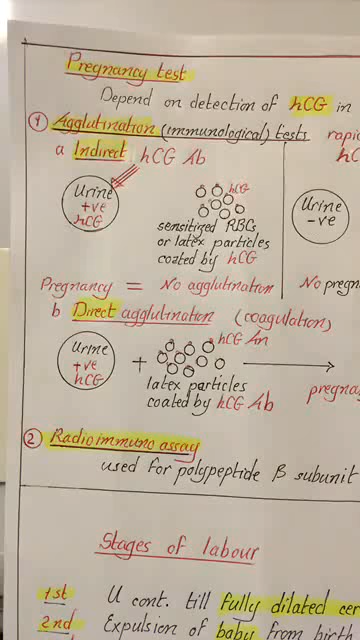 Pregnancy test
Depend on detection of hCG in
1 Agglutination (immunological) tests rapid
a Indirect hCG Ab
Urine
+ve
hCG
hCG
sensitized RBCs
or latex particles
coated by hCG
Urine
-ve
Pregnancy = No agglutination
No pregn
b Direct agglutination (coagulation)
Urine
+ve
hCG
+
hCG
latex particles
coated by hCG Ab
pregna
2 Radioimmuno assay
used for polypeptide B subunit
Stages of labour
1st U cont. till fully dilated cer
2nd Expulsion of baby from birth